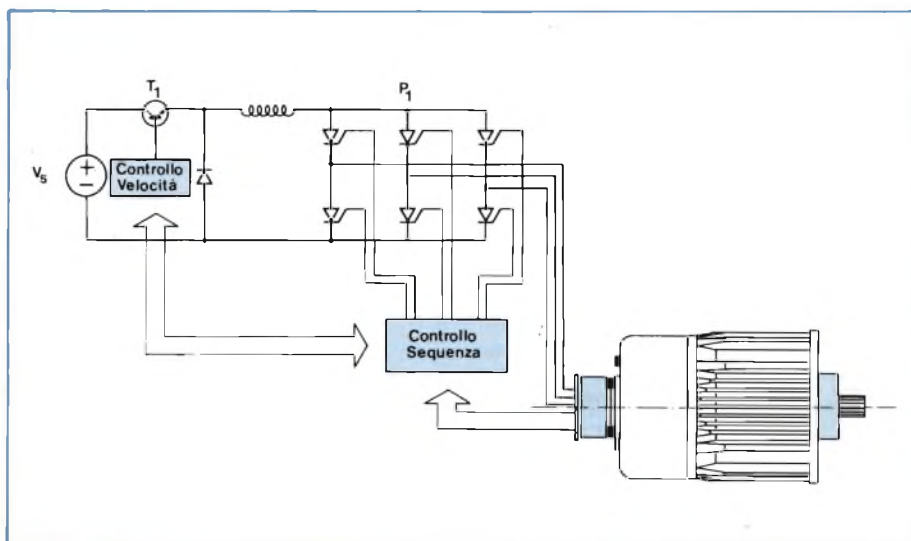 T1
P1
V5
+
−
Controllo
Velocità
Controllo
Sequenza